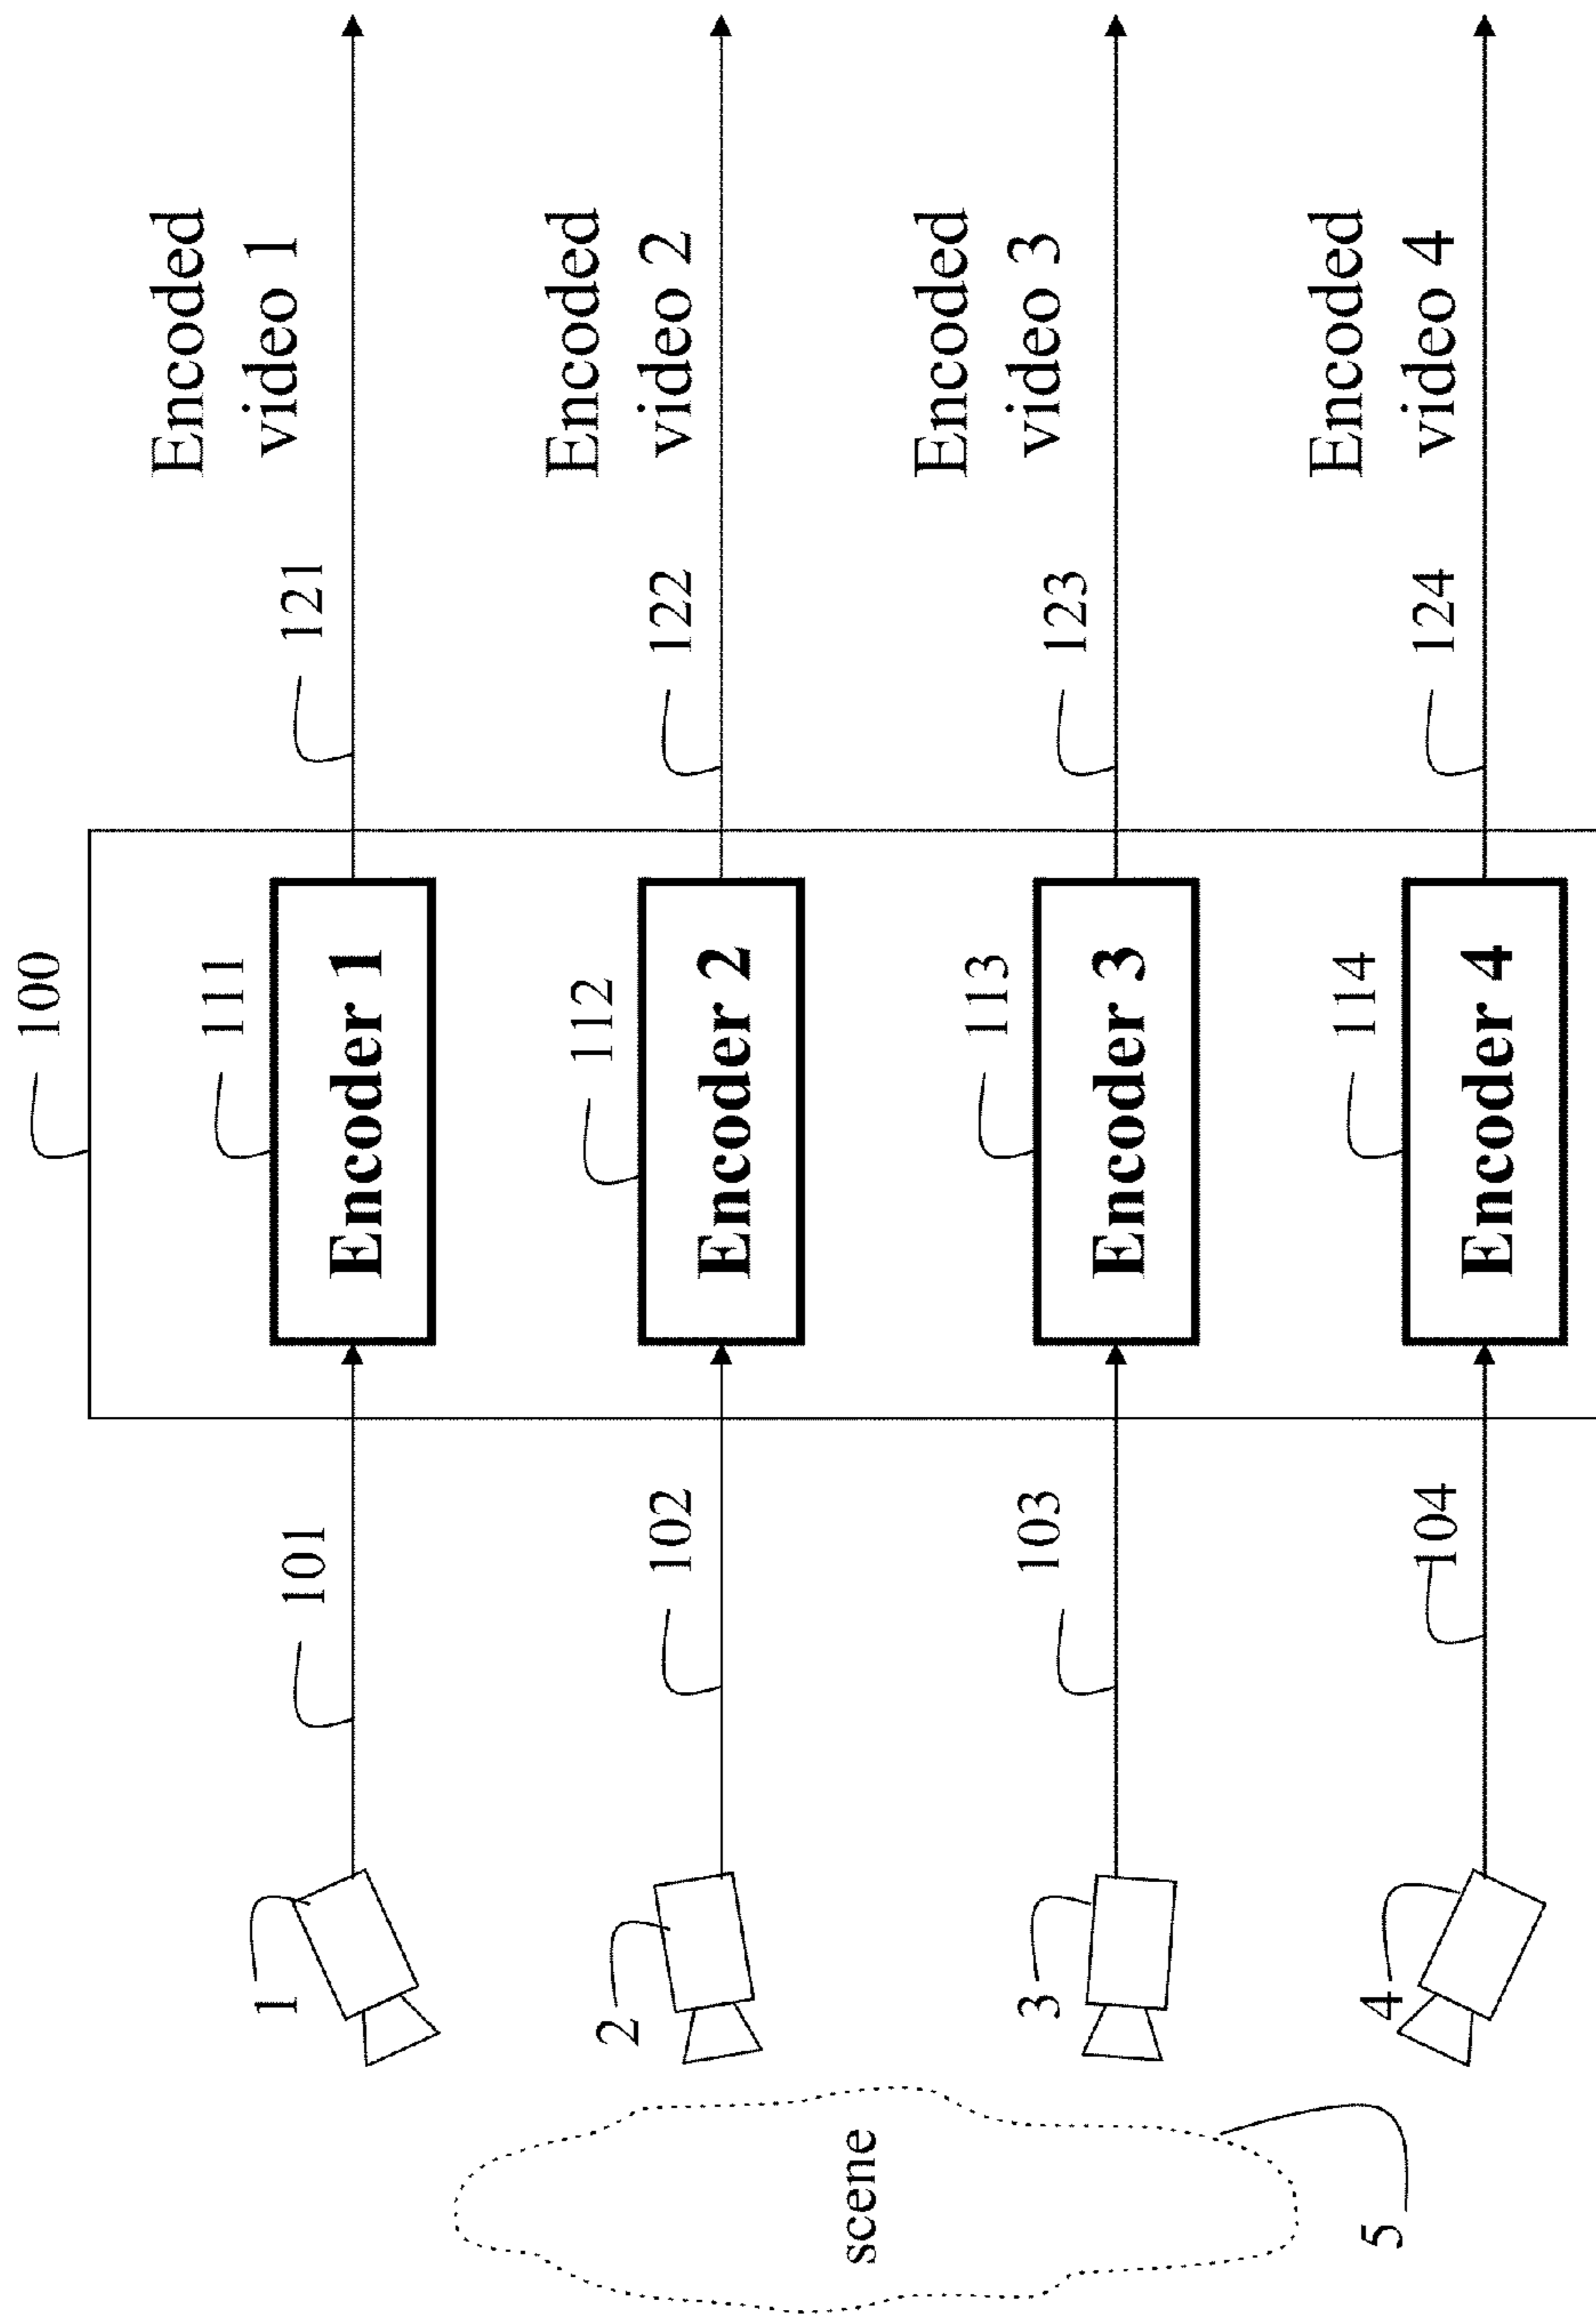 100
111
Encoder 1
101
1
121
Encoded
video 1
112
Encoder 2
102
2
122
Encoded
video 2
113
Encoder 3
103
3
123
Encoded
video 3
114
Encoder 4
104
4
124
Encoded
video 4
scene
5